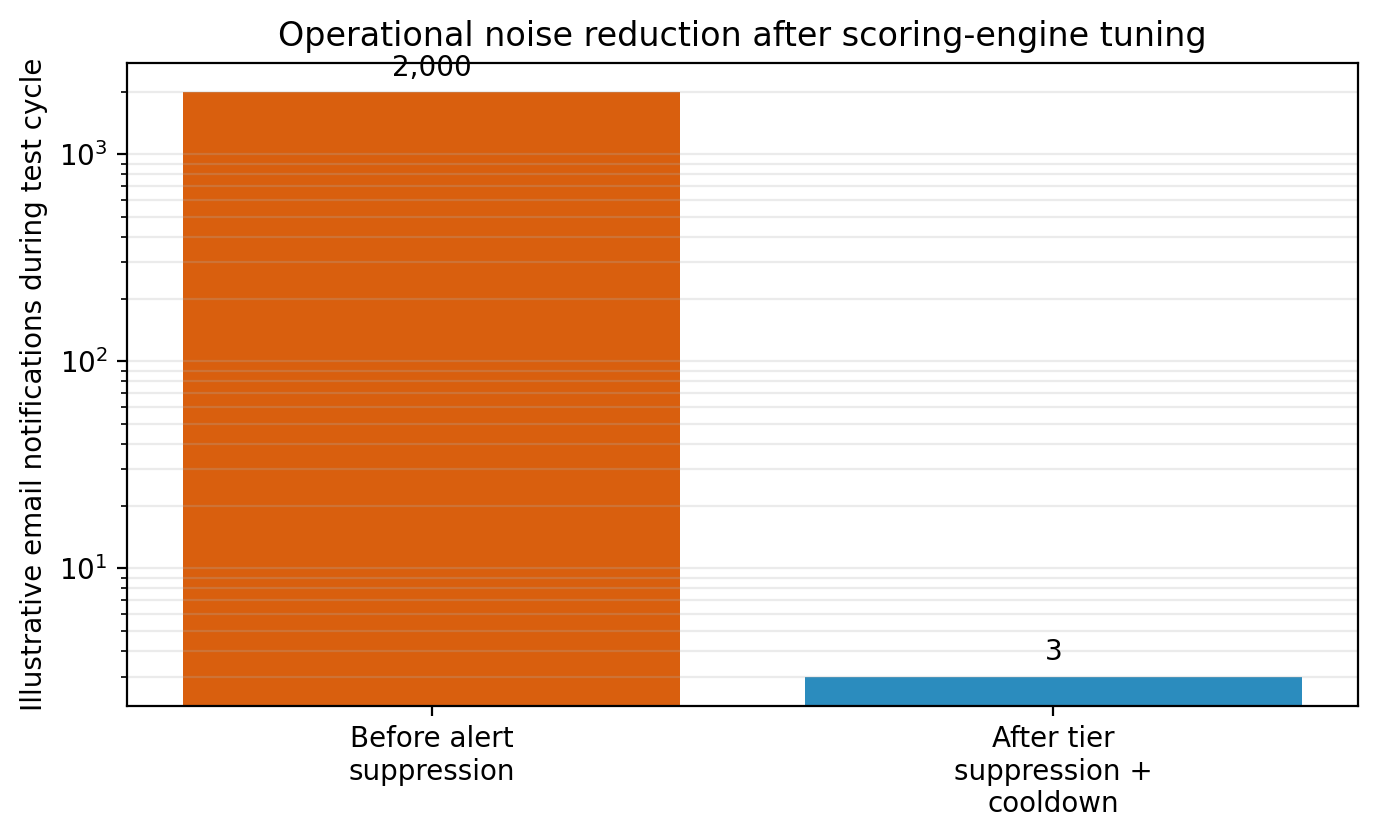 Operational noise reduction after scoring-engine tuning
Illustrative email notifications during test cycle
10³
10²
10¹
2,000
3
Before alert
suppression
After tier
suppression +
cooldown